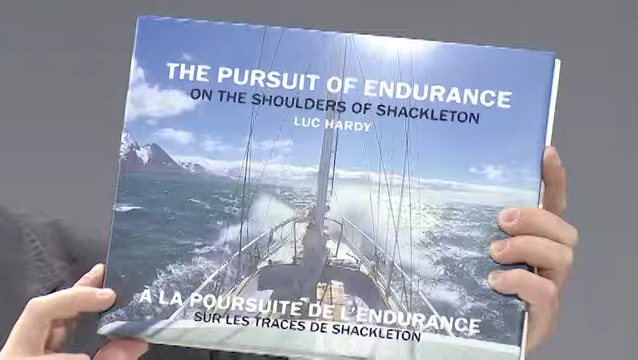 THE PURSUIT OF ENDURANCE
ON THE SHOULDERS OF SHACKLETON
LUC HARDY
À LA POURSUITE DE L'ENDURANCE
SUR LES TRACES DE SHACKLETON